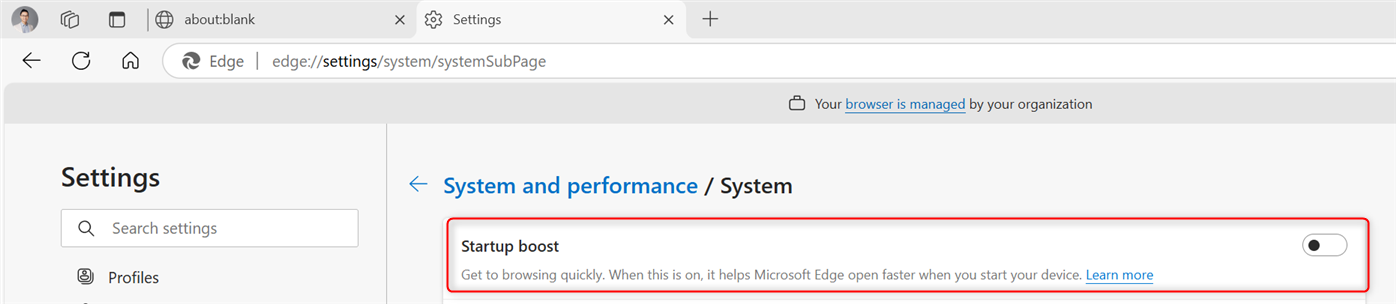 about:blank
Settings
Edge
edge://settings/system/systemSubPage
Your browser is managed by your organization
Settings
System and performance / System
Search settings
Startup boost
Get to browsing quickly. When this is on, it helps Microsoft Edge open faster when you start your device. Learn more
Profiles